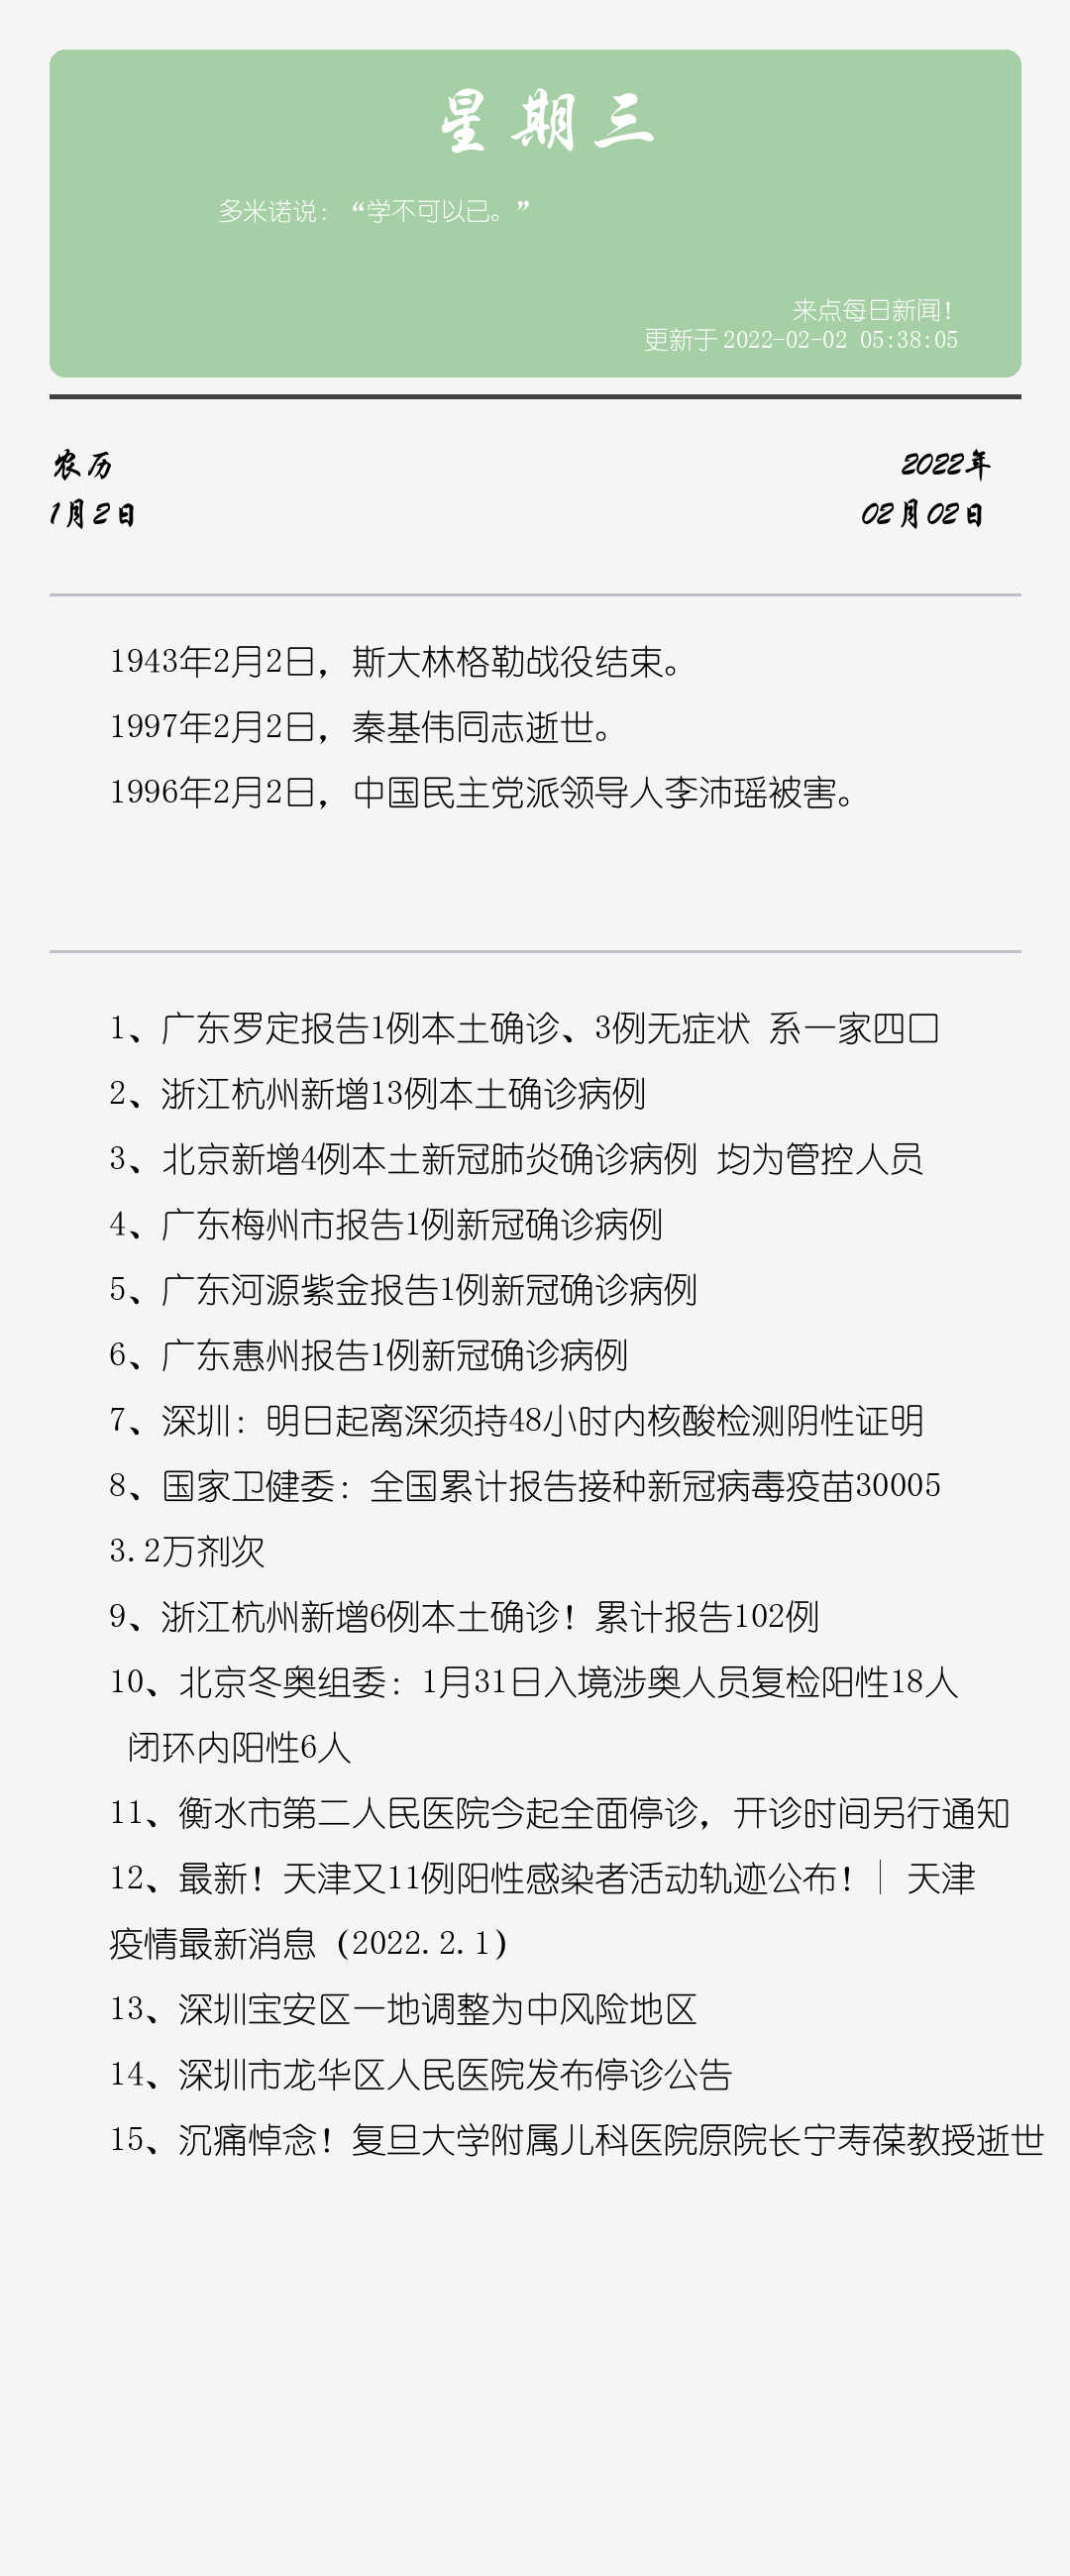 星期三
多米诺说：“学不可以已。”
来点每日新闻！
更新于 2022-02-02 05:38:05
农历
2022年
1月2日
02月02日
1943年2月2日，斯大林格勒战役结束。
1997年2月2日，秦基伟同志逝世。
1996年2月2日，中国民主党派领导人李沛瑶被害。
1、广东罗定报告1例本土确诊、3例无症状 系一家四口
2、浙江杭州新增13例本土确诊病例
3、北京新增4例本土新冠肺炎确诊病例 均为管控人员
4、广东梅州市报告1例新冠确诊病例
5、广东河源紫金报告1例新冠确诊病例
6、广东惠州报告1例新冠确诊病例
7、深圳：明日起离深须持48小时内核酸检测阴性证明
8、国家卫健委：全国累计报告接种新冠病毒疫苗30005
3.2万剂次
9、浙江杭州新增6例本土确诊！累计报告102例
10、北京冬奥组委：1月31日入境涉奥人员复检阳性18人
闭环内阳性6人
11、衡水市第二人民医院今起全面停诊，开诊时间另行通知
12、最新！天津又11例阳性感染者活动轨迹公布！| 天津
疫情最新消息（2022.2.1）
13、深圳宝安区一地调整为中风险地区
14、深圳市龙华区人民医院发布停诊公告
15、沉痛悼念！复旦大学附属儿科医院原院长宁寿葆教授逝世